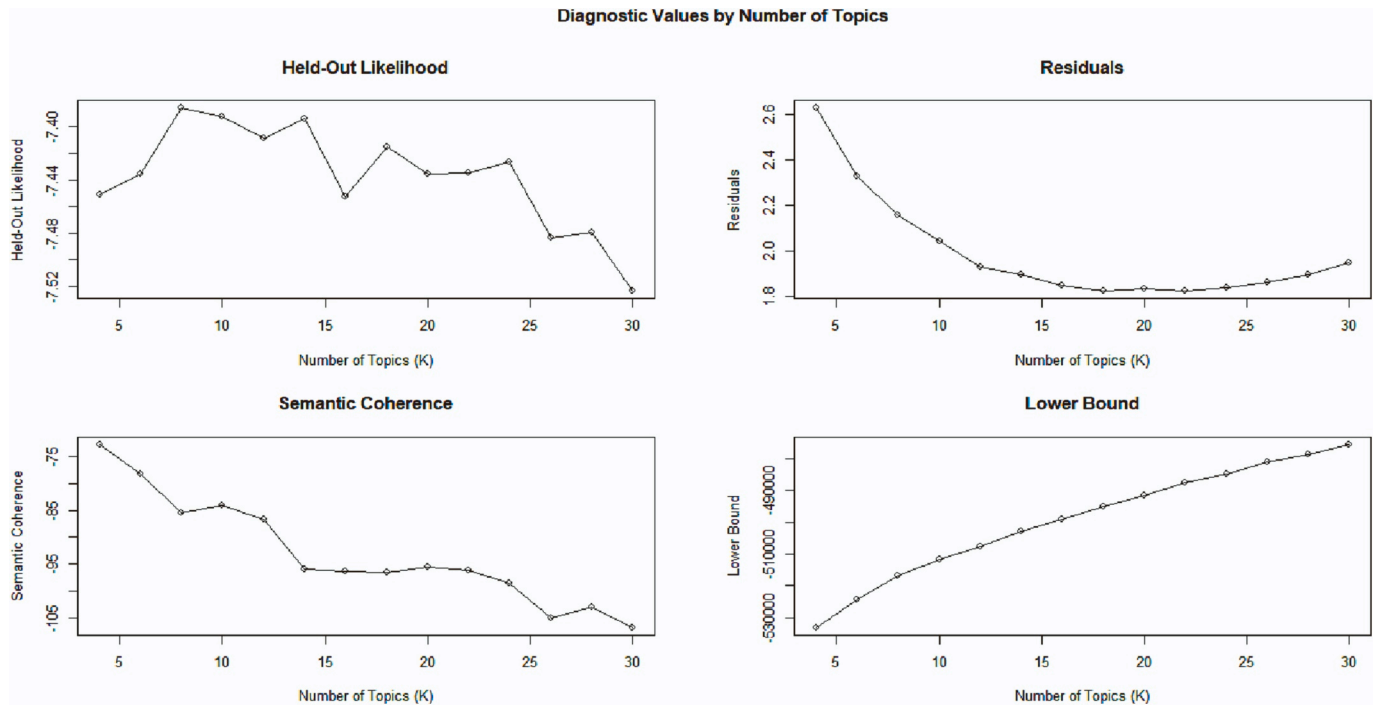 Diagnostic Values by Number of Topics
Held-Out Likelihood
Held-Out Likelihood
-7.40
-7.44
-7.48
-7.52
5 10 15 20 25 30
Number of Topics (K)
Residuals
Residuals
2.6
2.4
2.2
2.0
1.8
5 10 15 20 25 30
Number of Topics (K)
Semantic Coherence
Semantic Coherence
-75
-85
-95
-105
5 10 15 20 25 30
Number of Topics (K)
Lower Bound
Lower Bound
-490000
-510000
-530000
5 10 15 20 25 30
Number of Topics (K)